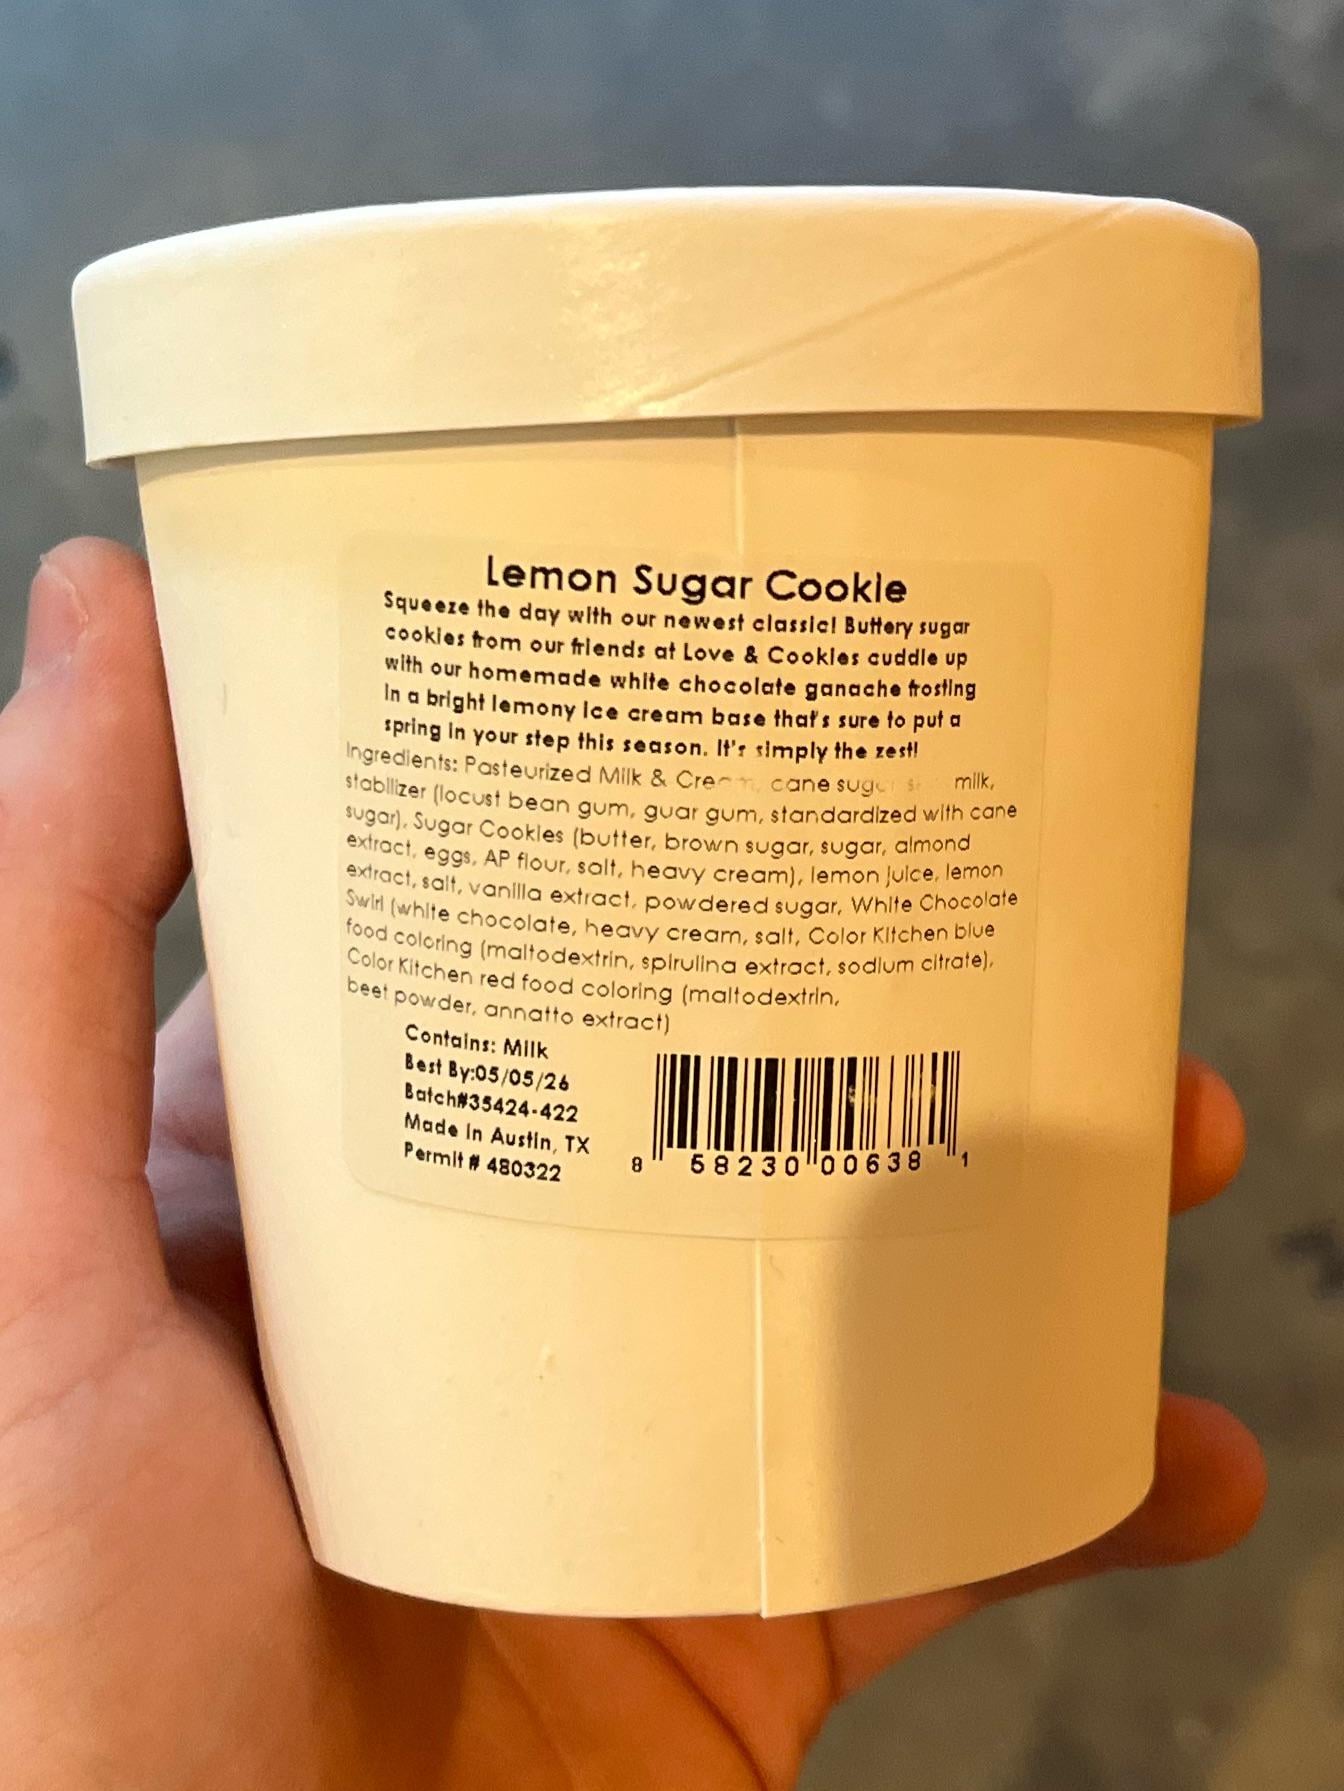 Lemon Sugar Cookie
Squeeze the day with our newest classic! Buttery sugar
cookies from our friends at Love & Cookies cuddle up
with our homemade white chocolate ganache frosting
in a bright lemony ice cream base that's sure to put a
spring in your step this season. It's simply the zest!
Ingredients: Pasteurized Milk & Cream, cane sugar milk,
stabilizer (locust bean gum, guar gum, standardized with cane
sugar), Sugar Cookies (butter, brown sugar, sugar, almond
extract, eggs, AP flour, salt, heavy cream), lemon juice, lemon
extract, salt, vanilla extract, powdered sugar, White Chocolate
Swirl (white chocolate, heavy cream, salt, Color Kitchen blue
food coloring (maltodextrin, spirulina extract, sodium citrate),
Color Kitchen red food coloring (maltodextrin,
beet powder, annatto extract)
Contains: Milk
Best By:05/05/26
Batch#35424-422
Made in Austin, TX
Permit # 480322
8 58230 00638 1